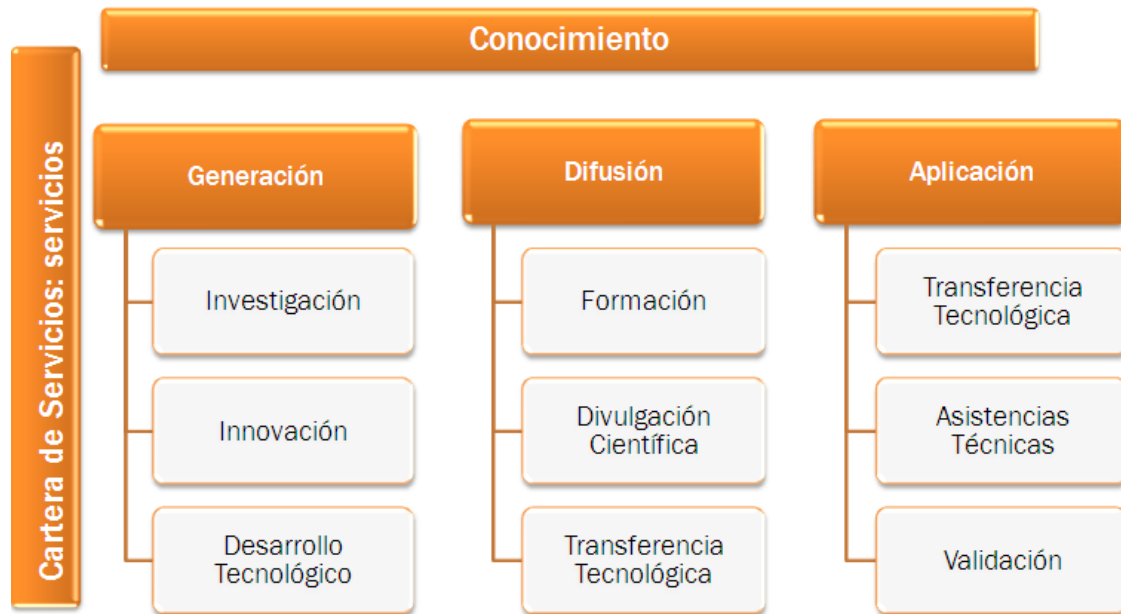 Conocimiento
Cartera de Servicios: servicios
Generación
Investigación
Innovación
Desarrollo
Tecnológico
Difusión
Formación
Divulgación
Científica
Transferencia
Tecnológica
Aplicación
Transferencia
Tecnológica
Asistencias
Técnicas
Validación